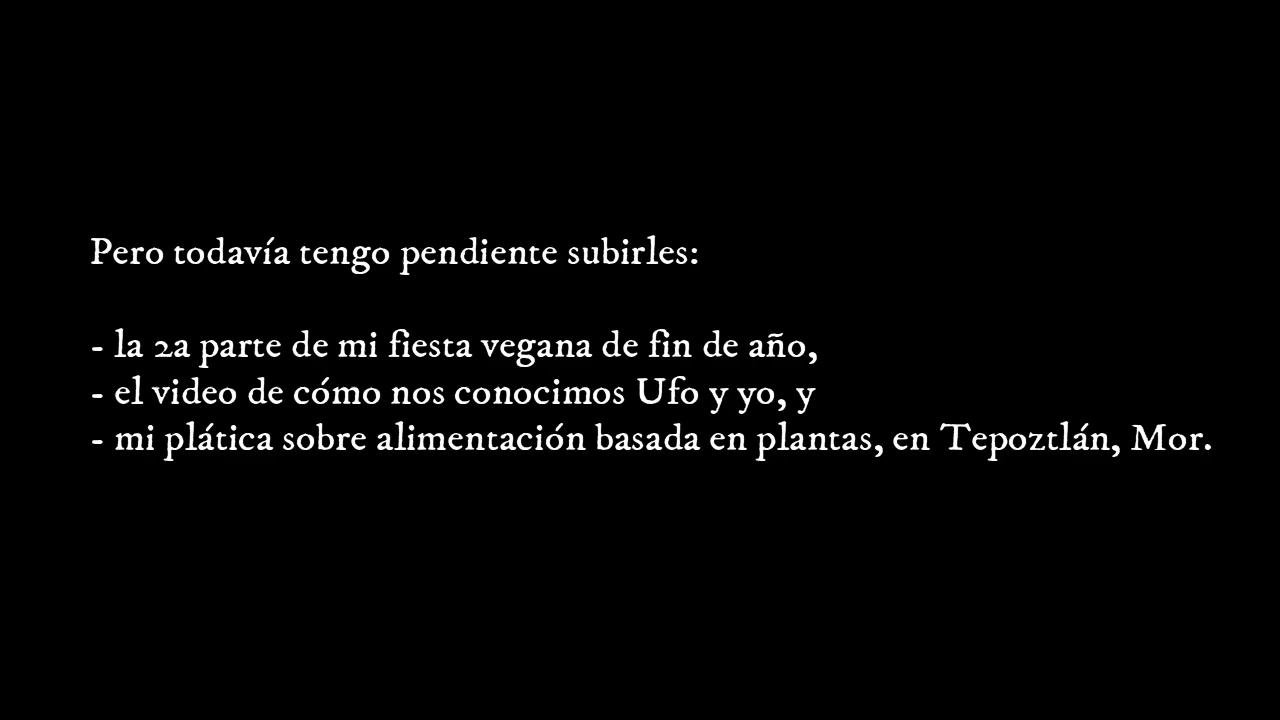 Pero todavía tengo pendiente subirles:
- la 2a parte de mi fiesta vegana de fin de año,
- el video de cómo nos conocimos Ufo y yo, y
- mi plática sobre alimentación basada en plantas, en Tepoztlán, Mor.